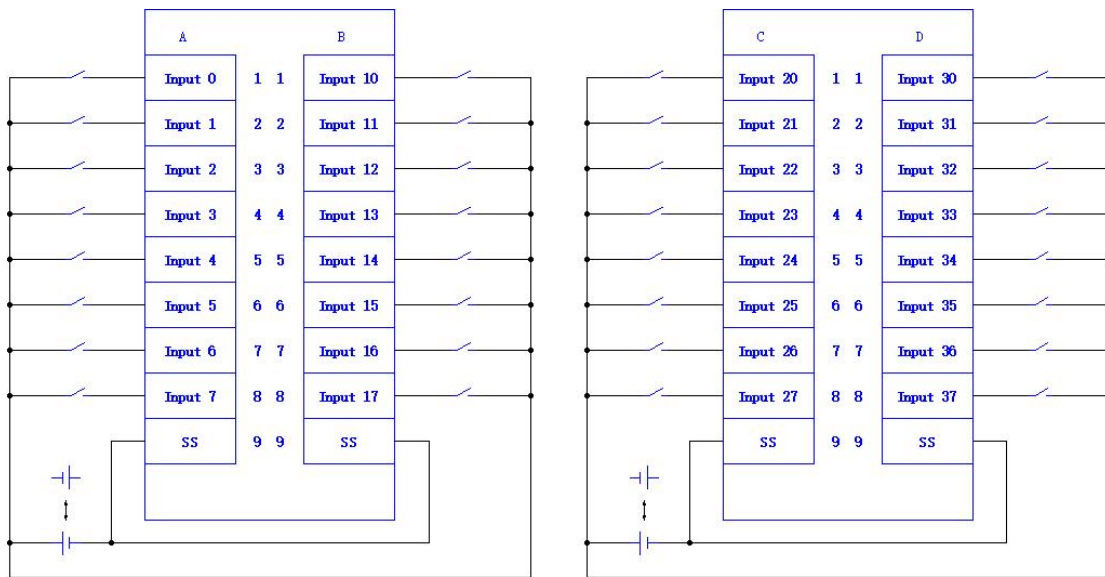 A B C D
Input 0 1 1 Input 10 Input 20 1 1 Input 30
Input 1 2 2 Input 11 Input 21 2 2 Input 31
Input 2 3 3 Input 12 Input 22 3 3 Input 32
Input 3 4 4 Input 13 Input 23 4 4 Input 33
Input 4 5 5 Input 14 Input 24 5 5 Input 34
Input 5 6 6 Input 15 Input 25 6 6 Input 35
Input 6 7 7 Input 16 Input 26 7 7 Input 36
Input 7 8 8 Input 17 Input 27 8 8 Input 37
SS 9 9 SS SS 9 9 SS